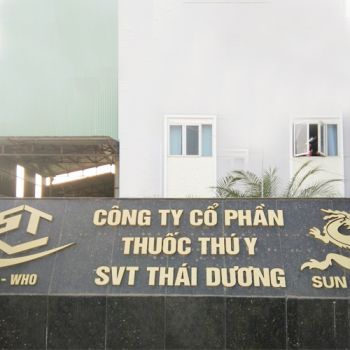 CÔNG TY CỔ PHẦN
THUỐC THÚ Y
SVT THÁI DƯƠNG
ST
- WHO
SUN